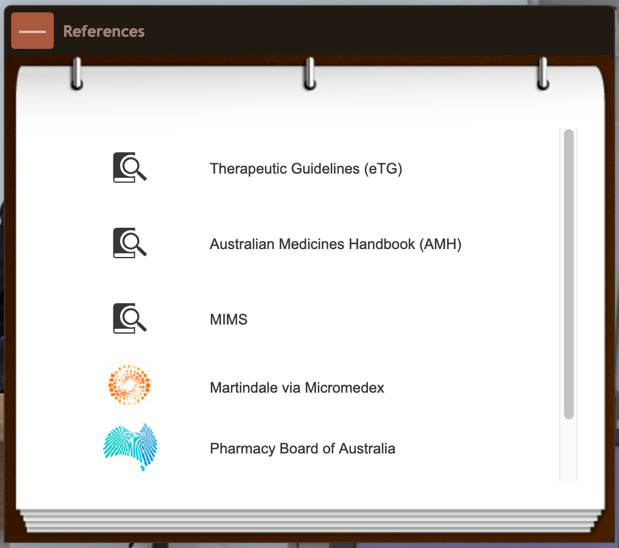 References
Therapeutic Guidelines (eTG)
Australian Medicines Handbook (AMH)
MIMS
Martindale via Micromedex
Pharmacy Board of Australia